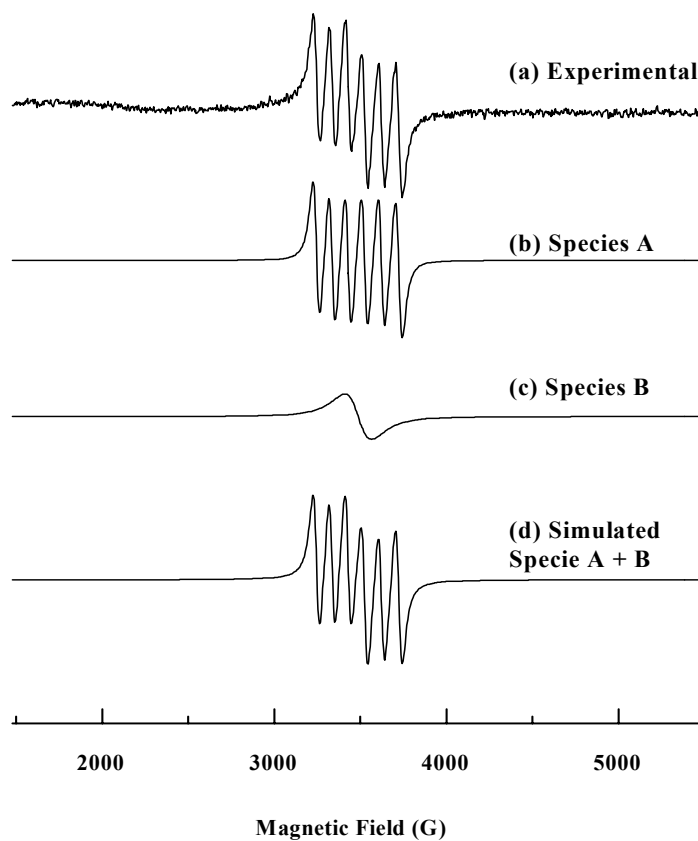 (a) Experimental
(b) Species A
(c) Species B
(d) Simulated
Specie A + B
2000 3000 4000 5000
Magnetic Field (G)